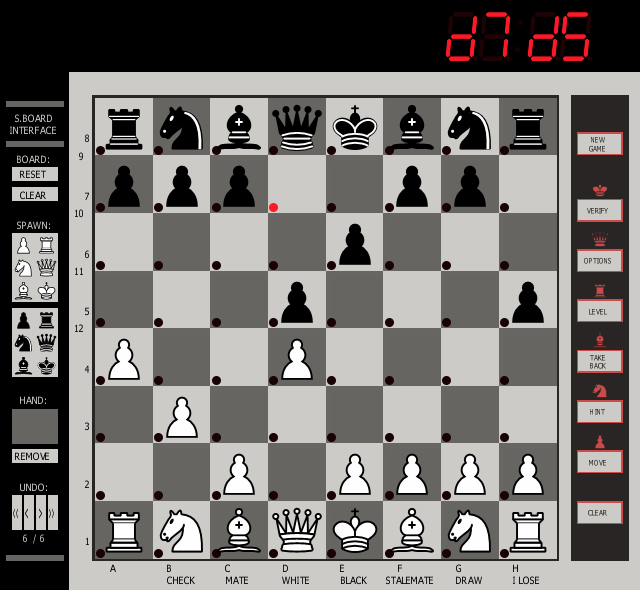 d7 d5
S.BOARD
INTERFACE
BOARD:
RESET
CLEAR
SPAWN:
HAND:
REMOVE
UNDO:
6 / 6
8
9
7
10
6
11
5
12
4
3
2
1
A B C D E F G H
CHECK MATE WHITE BLACK STALEMATE DRAW I LOSE
NEW
GAME
VERIFY
OPTIONS
LEVEL
TAKE
BACK
HINT
MOVE
CLEAR